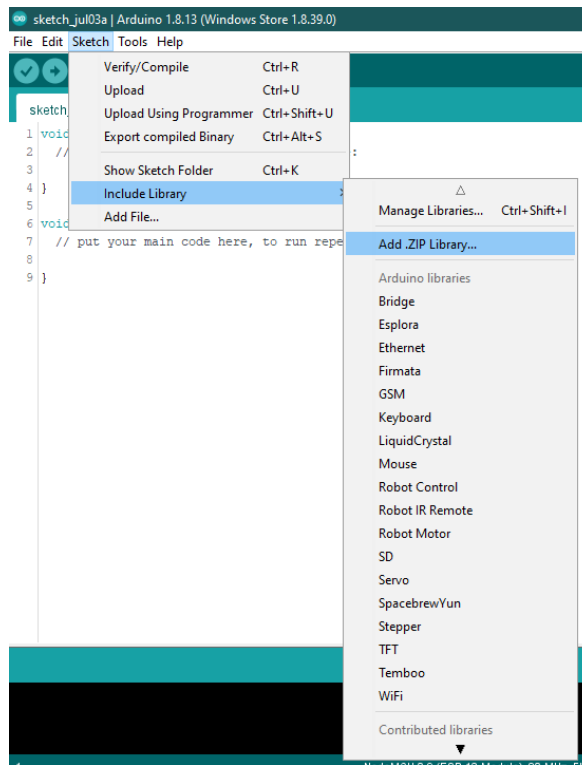 sketch_jul03a | Arduino 1.8.13 (Windows Store 1.8.39.0)
File Edit Sketch Tools Help
Verify/Compile Ctrl+R
Upload Ctrl+U
Upload Using Programmer Ctrl+Shift+U
Export compiled Binary Ctrl+Alt+S
Show Sketch Folder Ctrl+K
Include Library
Add File...
sketch_
1 void
2 // :
3
4 }
5
6 void
7 // put your main code here, to run repe
8
9 }
Manage Libraries... Ctrl+Shift+I
Add .ZIP Library...
Arduino libraries
Bridge
Esplora
Ethernet
Firmata
GSM
Keyboard
LiquidCrystal
Mouse
Robot Control
Robot IR Remote
Robot Motor
SD
Servo
SpacebrewYun
Stepper
TFT
Temboo
WiFi
Contributed libraries